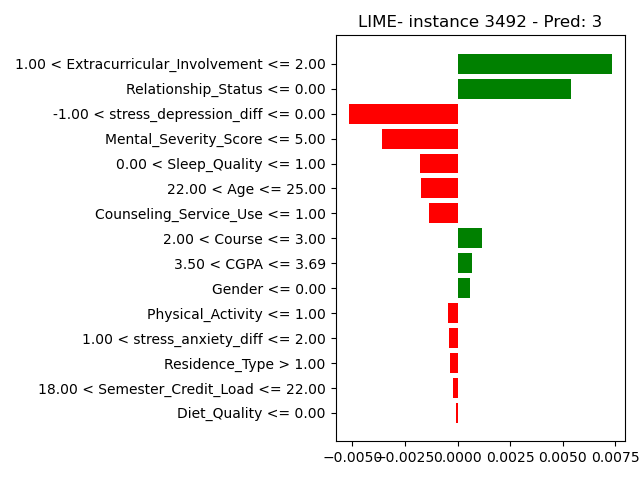 LIME- instance 3492 - Pred: 3
1.00 < Extracurricular_Involvement <= 2.00
Relationship_Status <= 0.00
-1.00 < stress_depression_diff <= 0.00
Mental_Severity_Score <= 5.00
0.00 < Sleep_Quality <= 1.00
22.00 < Age <= 25.00
Counseling_Service_Use <= 1.00
2.00 < Course <= 3.00
3.50 < CGPA <= 3.69
Gender <= 0.00
Physical_Activity <= 1.00
1.00 < stress_anxiety_diff <= 2.00
Residence_Type > 1.00
18.00 < Semester_Credit_Load <= 22.00
Diet_Quality <= 0.00
−0.0050 −0.0025 0.0000 0.0025 0.0050 0.0075